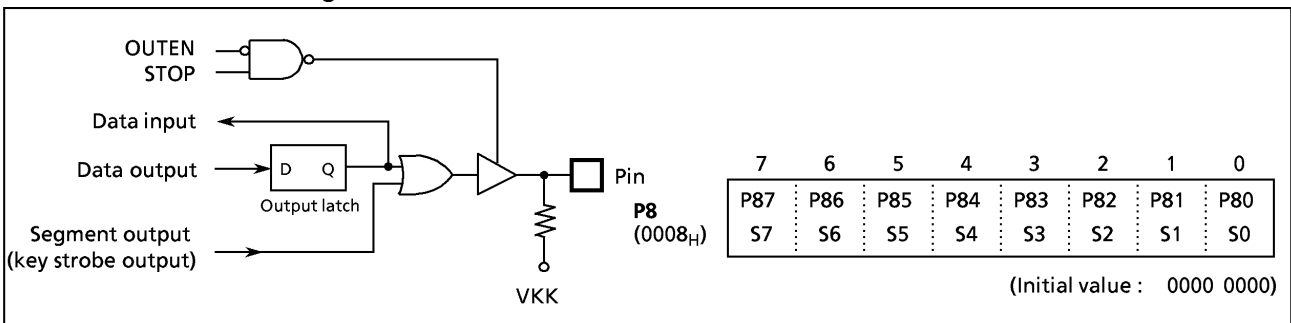 OUTEN
STOP
Data input
Data output
D Q
Output latch
Segment output
(key strobe output)
VKK
Pin
P8
(0008H)
7 6 5 4 3 2 1 0
P87 P86 P85 P84 P83 P82 P81 P80
S7 S6 S5 S4 S3 S2 S1 S0
(Initial value : 0000 0000)